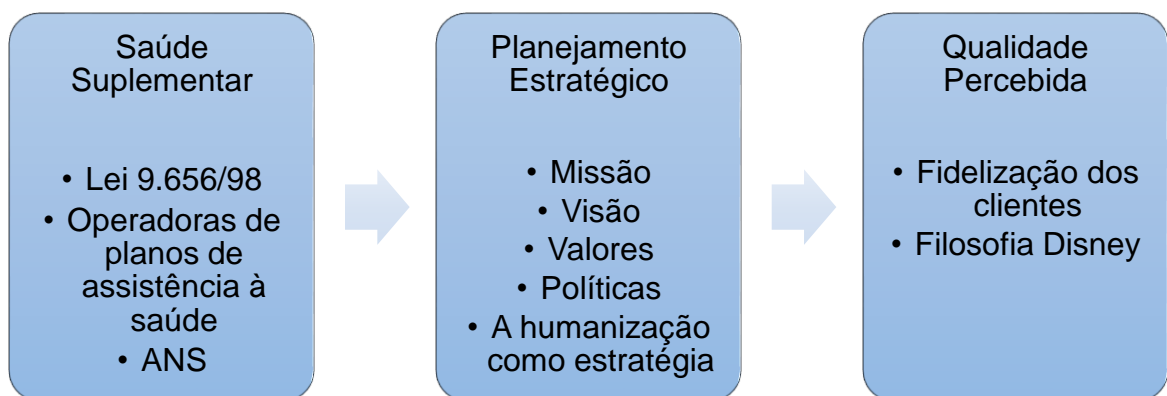 Saúde
Suplementar
• Lei 9.656/98
• Operadoras de
planos de
assistência à
saúde
• ANS
Planejamento
Estratégico
• Missão
• Visão
• Valores
• Políticas
• A humanização
como estratégia
Qualidade
Percebida
• Fidelização dos
clientes
• Filosofia Disney